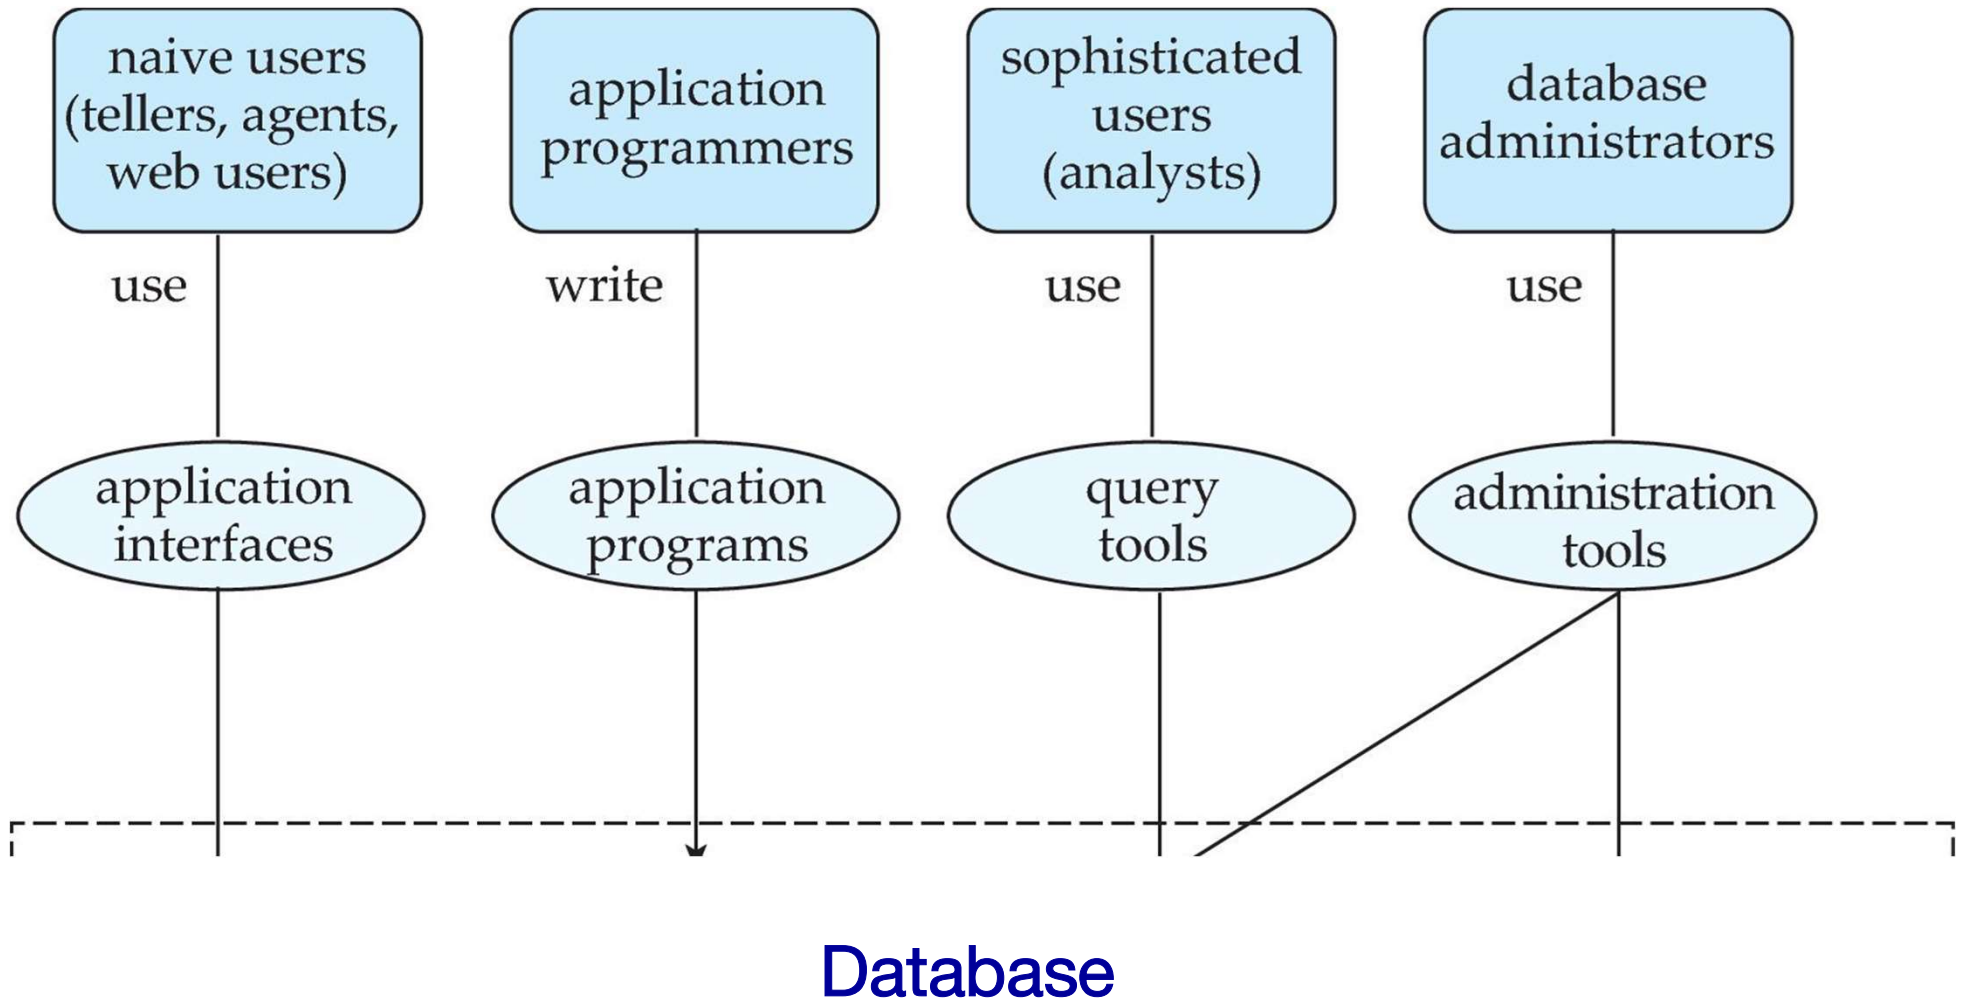 naive users
(tellers, agents,
web users)
application
programmers
sophisticated
users
(analysts)
database
administrators
use
write
use
use
application
interfaces
application
programs
query
tools
administration
tools
Database